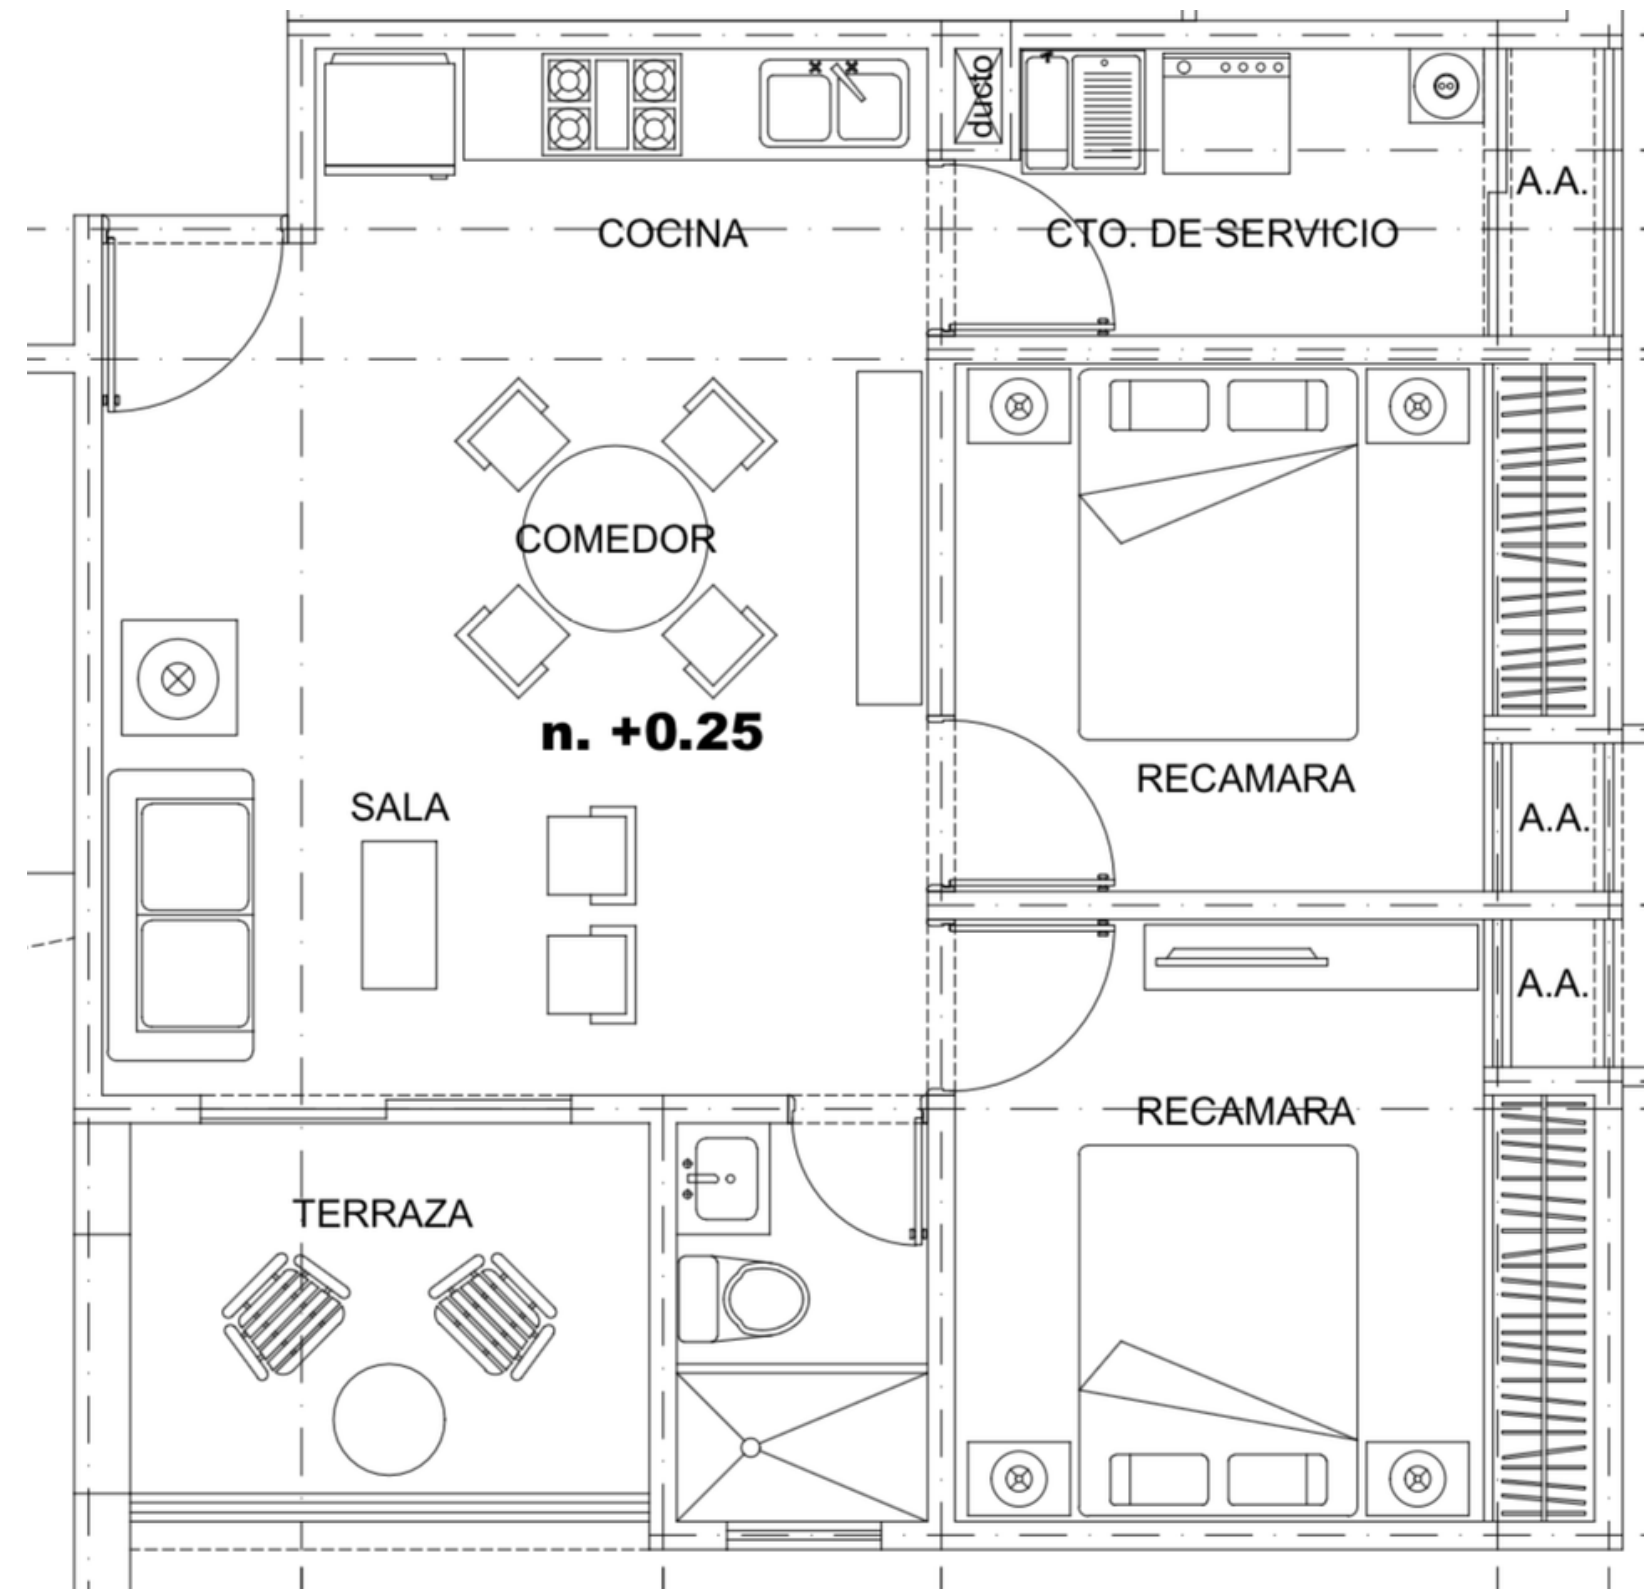 ducto
A.A.
COCINA
CTO. DE SERVICIO
COMEDOR
n. +0.25
RECAMARA
SALA
A.A.
A.A.
RECAMARA
TERRAZA